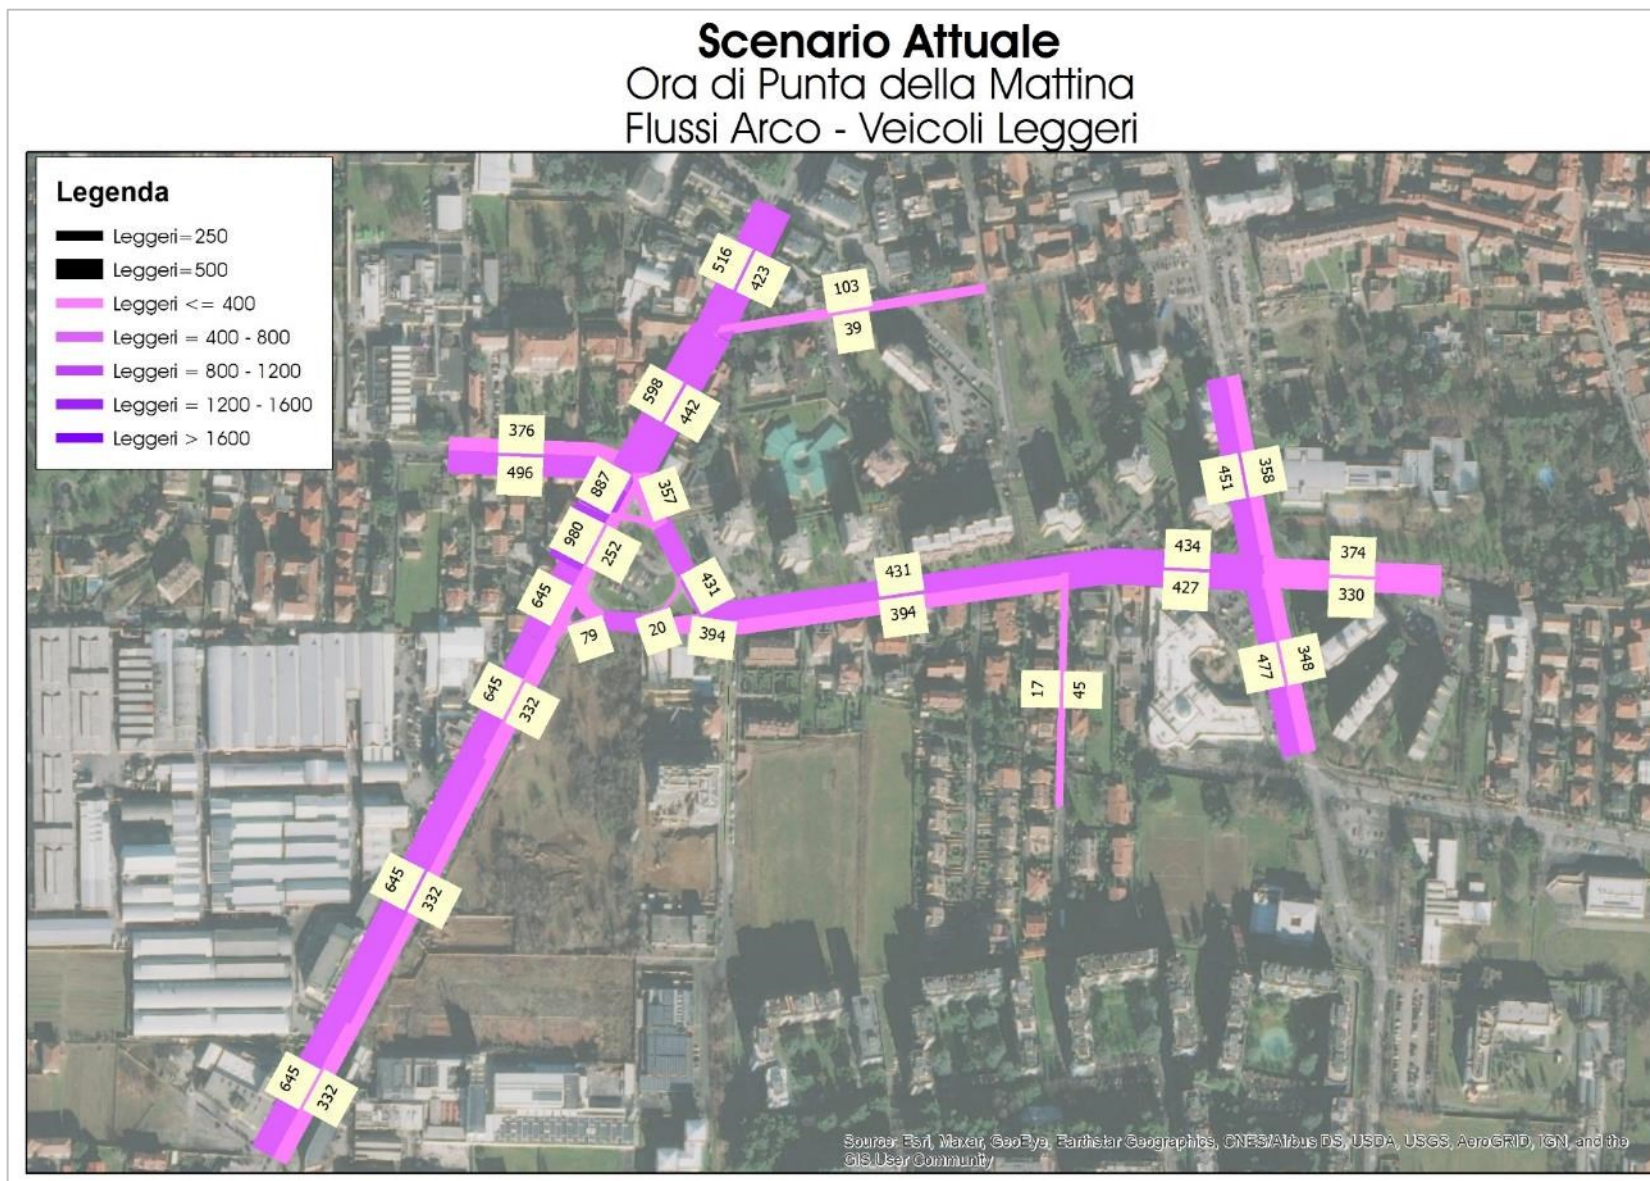 Scenario Attuale
Ora di Punta della Mattina
Flussi Arco - Veicoli Leggeri
Legenda
Leggeri=250
Leggeri=500
Leggeri <= 400
Leggeri = 400 - 800
Leggeri = 800 - 1200
Leggeri = 1200 - 1600
Leggeri > 1600
516
423
103
39
598
442
376
496
887
357
980
252
645
431
79
20
394
431
394
434
427
451
358
374
330
477
348
17
45
645
332
645
332
645
332
Source: Esri, Maxar, GeoEye, Earthstar Geographics, CNES/Airbus DS, USDA, USGS, AeroGRID, IGN, and the
GIS User Community